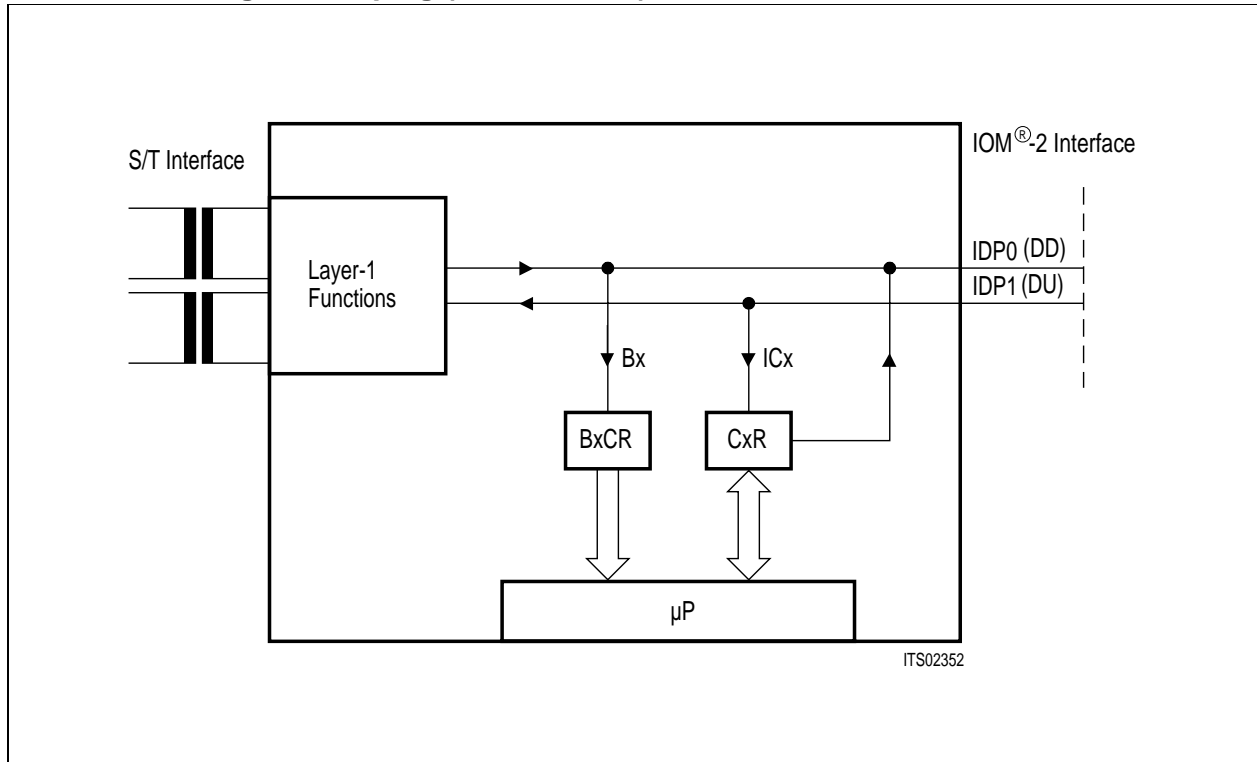 S/T Interface
IOM®-2 Interface
Layer-1
Functions
IDP0 (DD)
IDP1 (DU)
Bx
ICx
BxCR
CxR
µP
ITS02352